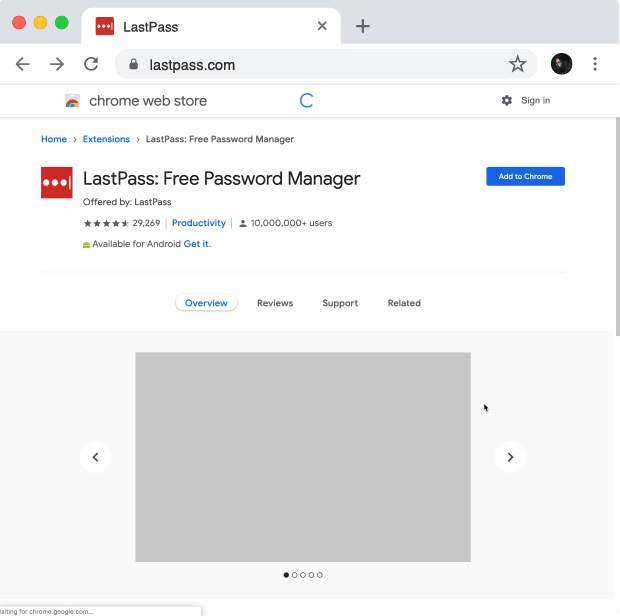 LastPass
lastpass.com
chrome web store
Sign in
Home › Extensions › LastPass: Free Password Manager
LastPass: Free Password Manager
Add to Chrome
Offered by: LastPass
29,269 | Productivity | 10,000,000+ users
Available for Android Get it.
Overview Reviews Support Related
aiting for chrome.google.com...